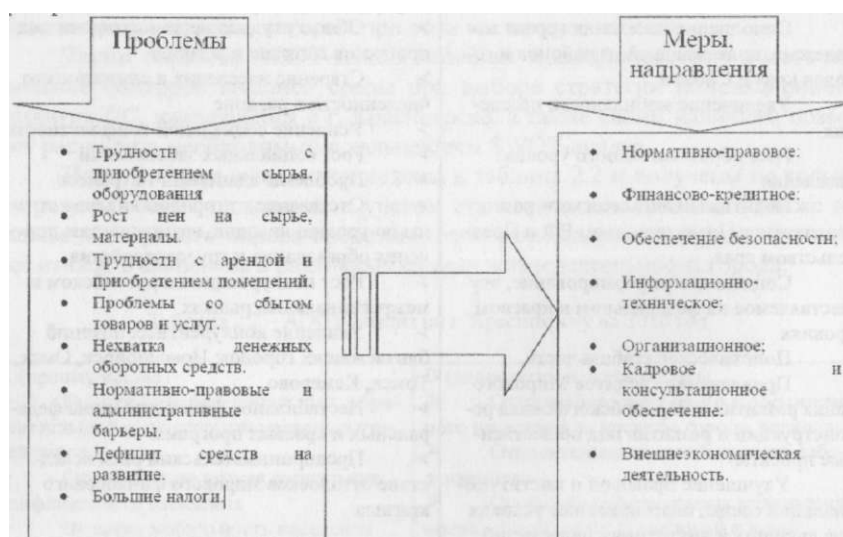 Проблемы
Трудности с
приобретением сырья,
оборудования.
Рост цен на сырье,
материалы.
Трудности с арендой и
приобретением помещений.
Проблемы со сбытом
товаров и услуг.
Нехватка денежных
оборотных средств.
Нормативно-правовые и
административные
барьеры.
Дефицит средств на
развитие.
Большие налоги.
Меры,
направления
Нормативно-правовое:
Финансово-кредитное:
Обеспечение безопасности:
Информационно-
техническое:
Организационное:
Кадровое и
консультационное
обеспечение:
Внешнеэкономическая
деятельность.